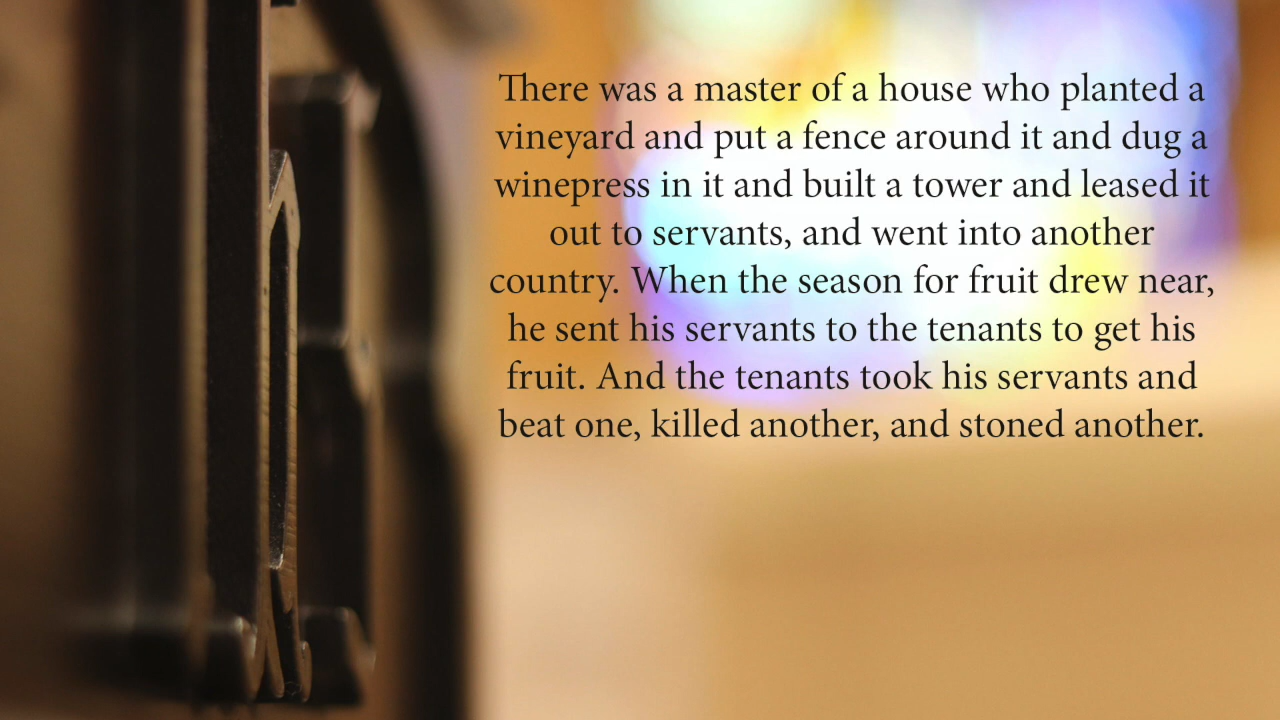 There was a master of a house who planted a
vineyard and put a fence around it and dug a
winepress in it and built a tower and leased it
out to servants, and went into another
country. When the season for fruit drew near,
he sent his servants to the tenants to get his
fruit. And the tenants took his servants and
beat one, killed another, and stoned another.